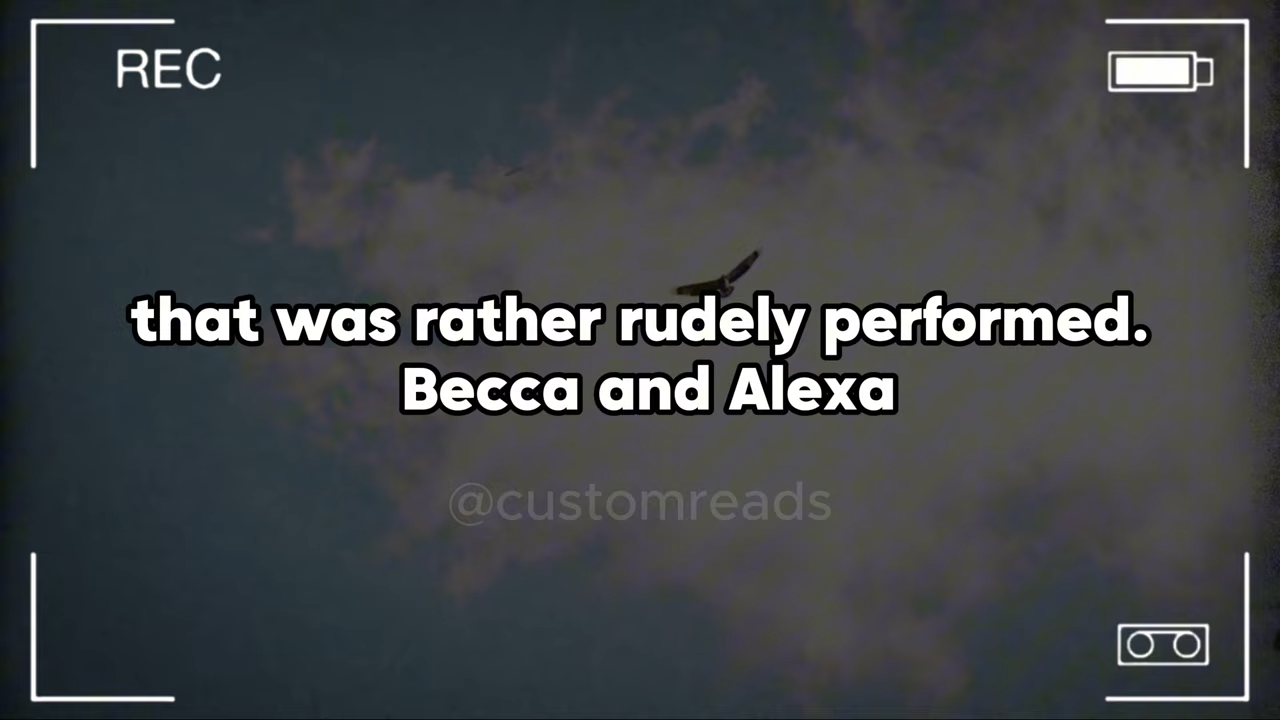 REC
that was rather rudely performed.
Becca and Alexa
@customreads